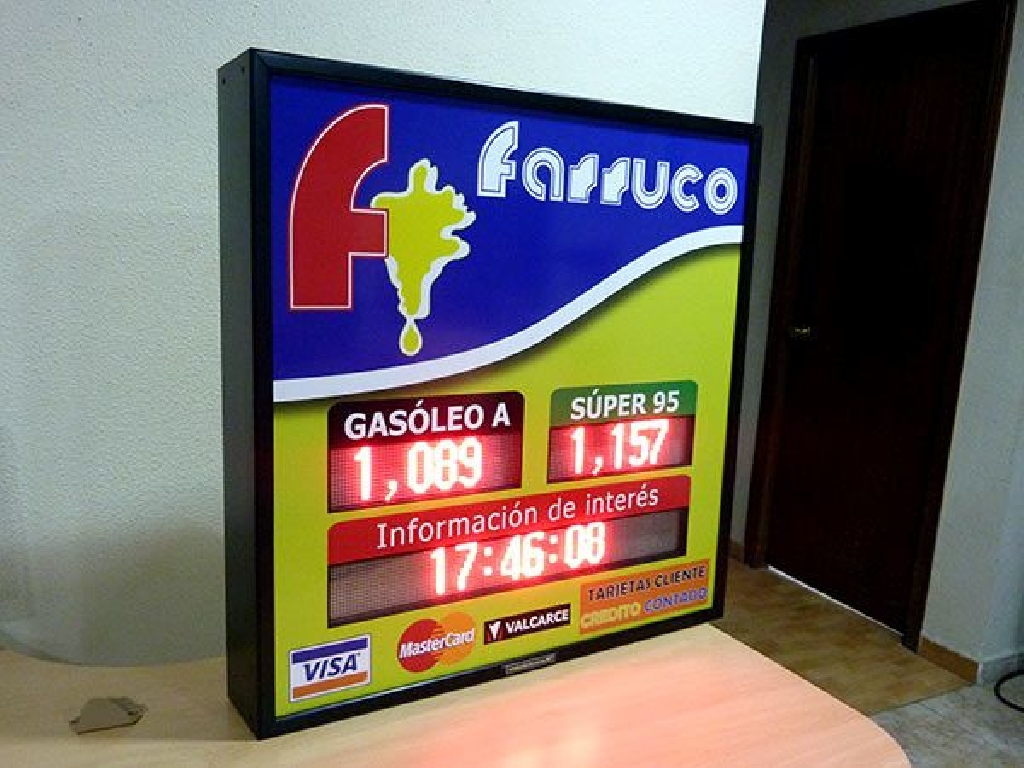 f farruco
GASÓLEO A
1,089
SÚPER 95
1,157
Información de interés
17:46:08
VISA
MasterCard
VALCARCE
TARJETAS CLIENTE
CREDITO CONTADO